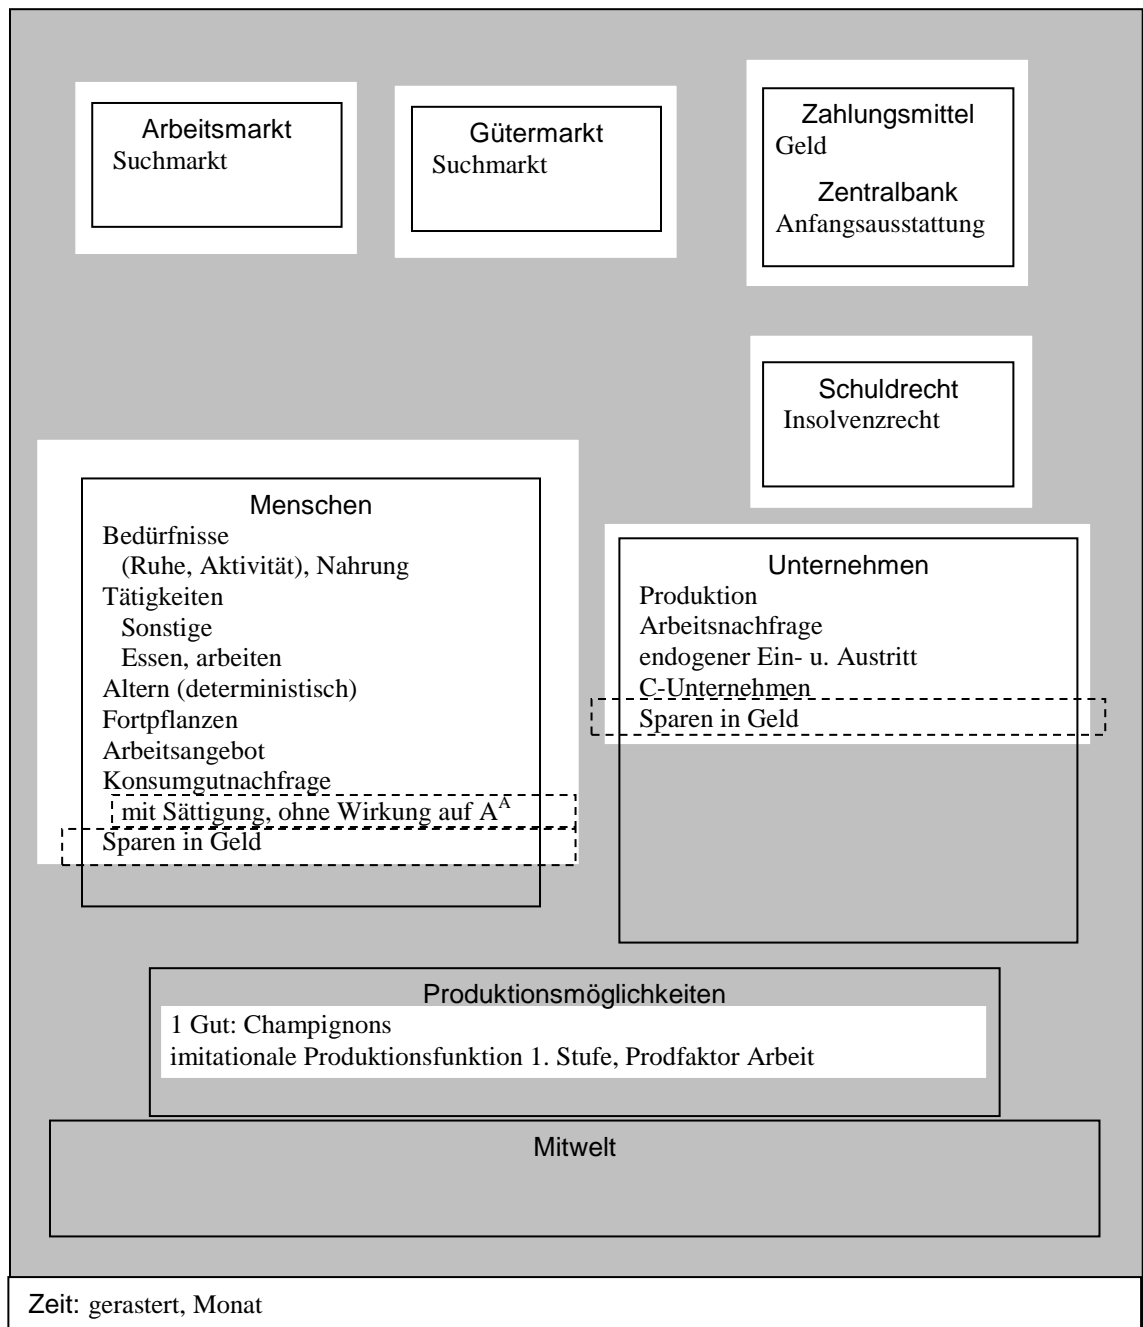 Arbeitsmarkt
Suchmarkt
Gütermarkt
Suchmarkt
Zahlungsmittel
Geld
Zentralbank
Anfangsausstattung
Schuldrecht
Insolvenzrecht
Menschen
Bedürfnisse
(Ruhe, Aktivität), Nahrung
Tätigkeiten
Sonstige
Essen, arbeiten
Altern (deterministisch)
Fortpflanzen
Arbeitsangebot
Konsumgutnachfrage
mit Sättigung, ohne Wirkung auf A^A
Sparen in Geld
Unternehmen
Produktion
Arbeitsnachfrage
endogener Ein- u. Austritt
C-Unternehmen
Sparen in Geld
Produktionsmöglichkeiten
1 Gut: Champignons
imitationale Produktionsfunktion 1. Stufe, Prodfaktor Arbeit
Mitwelt
Zeit: gerastert, Monat